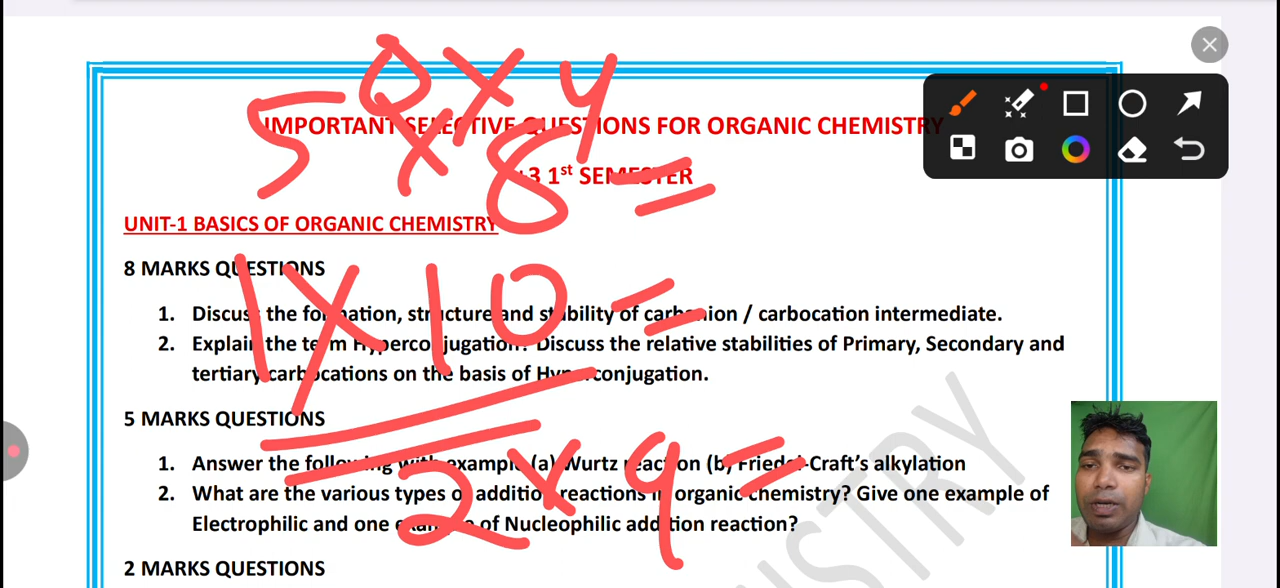 IMPORTANT SELECTIVE QUESTIONS FOR ORGANIC CHEMISTRY
+3 1st SEMESTER
UNIT-1 BASICS OF ORGANIC CHEMISTRY
8 MARKS QUESTIONS
1. Discuss the formation, structure and stability of carbanion / carbocation intermediate.
2. Explain the term Hyperconjugation? Discuss the relative stabilities of Primary, Secondary and
tertiary carbocations on the basis of Hyperconjugation.
5 MARKS QUESTIONS
1. Answer the following with example (a) Wurtz reaction (b) Friedel-Craft's alkylation
2. What are the various types of addition reactions in organic chemistry? Give one example of
Electrophilic and one example of Nucleophilic addition reaction?
2 MARKS QUESTIONS
8 x 4
5 x 8 =
1 x 10 =
2 x 9 =
ISTRY